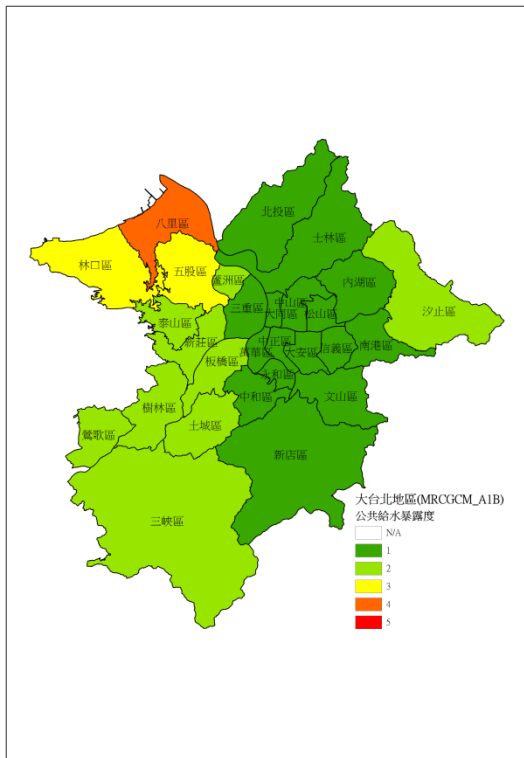 北投區
士林區
八里區
林口區
五股區
蘆洲區
內湖區
汐止區
三重區
中山區
大同區
松山區
泰山區
新莊區
中正區
萬華區
大安區
信義區
南港區
板橋區
永和區
中和區
文山區
樹林區
土城區
鶯歌區
新店區
三峽區
大台北地區(MRCGCM_A1B)
公共給水暴露度
N/A
1
2
3
4
5